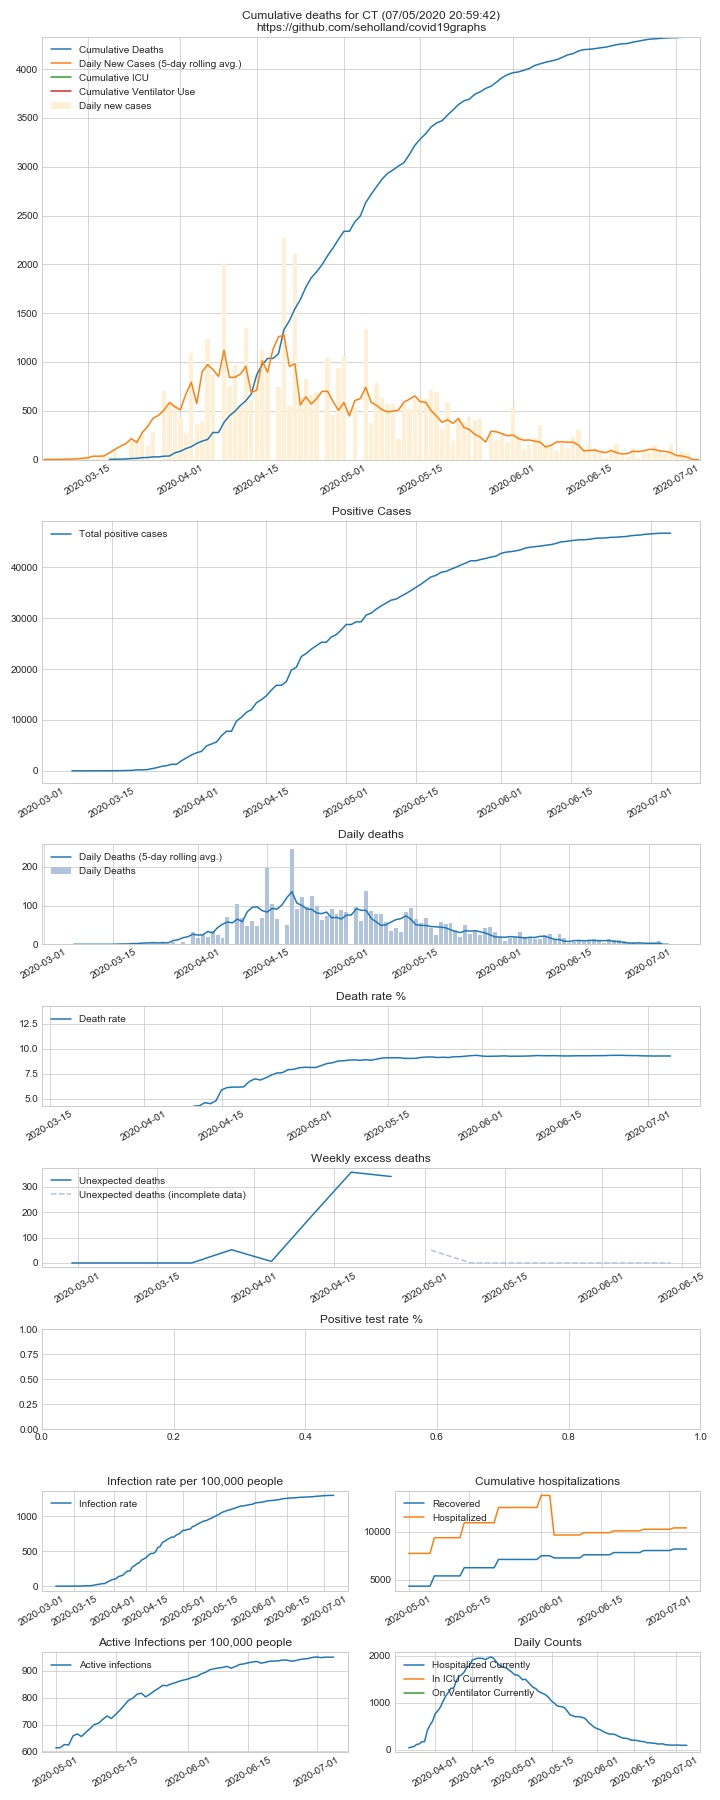 Cumulative deaths for CT (07/05/2020 20:59:42)
https://github.com/seholland/covid19graphs
Cumulative Deaths
Daily New Cases (5-day rolling avg.)
Cumulative ICU
Cumulative Ventilator Use
Daily new cases
4000
3500
3000
2500
2000
1500
1000
500
0
2020-03-15 2020-04-01 2020-04-15 2020-05-01 2020-05-15 2020-06-01 2020-06-15 2020-07-01
Positive Cases
Total positive cases
40000
30000
20000
10000
0
2020-03-01 2020-03-15 2020-04-01 2020-04-15 2020-05-01 2020-05-15 2020-06-01 2020-06-15 2020-07-01
Daily deaths
Daily Deaths (5-day rolling avg.)
Daily Deaths
200
100
0
2020-03-01 2020-03-15 2020-04-01 2020-04-15 2020-05-01 2020-05-15 2020-06-01 2020-06-15 2020-07-01
Death rate %
Death rate
12.5
10.0
7.5
5.0
2020-03-15 2020-04-01 2020-04-15 2020-05-01 2020-05-15 2020-06-01 2020-06-15 2020-07-01
Weekly excess deaths
Unexpected deaths
Unexpected deaths (incomplete data)
300
200
100
0
2020-03-01 2020-03-15 2020-04-01 2020-04-15 2020-05-01 2020-05-15 2020-06-01 2020-06-15
Positive test rate %
1.00
0.75
0.50
0.25
0.00
0.0 0.2 0.4 0.6 0.8 1.0
Infection rate per 100,000 people
Infection rate
1000
500
0
2020-03-01 2020-03-15 2020-04-01 2020-04-15 2020-05-01 2020-05-15 2020-06-01 2020-06-15 2020-07-01
Cumulative hospitalizations
Recovered
Hospitalized
10000
5000
2020-05-01 2020-05-15 2020-06-01 2020-06-15 2020-07-01
Active Infections per 100,000 people
Active infections
900
800
700
600
2020-05-01 2020-05-15 2020-06-01 2020-06-15 2020-07-01
Daily Counts
Hospitalized Currently
In ICU Currently
On Ventilator Currently
2000
1000
0
2020-04-01 2020-04-15 2020-05-01 2020-05-15 2020-06-01 2020-06-15 2020-07-01